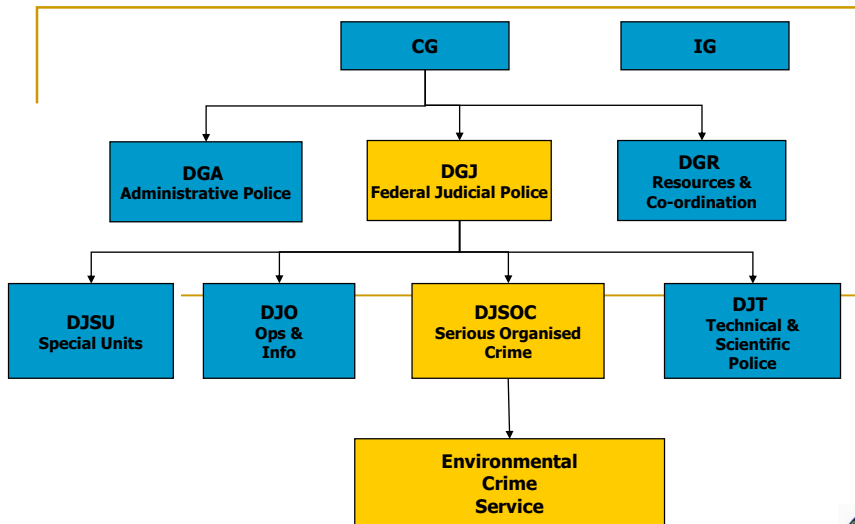 CG
IG
DGA
Administrative Police
DGJ
Federal Judicial Police
DGR
Resources &
Co-ordination
DJSU
Special Units
DJO
Ops &
Info
DJSOC
Serious Organised
Crime
DJT
Technical &
Scientific
Police
Environmental
Crime
Service